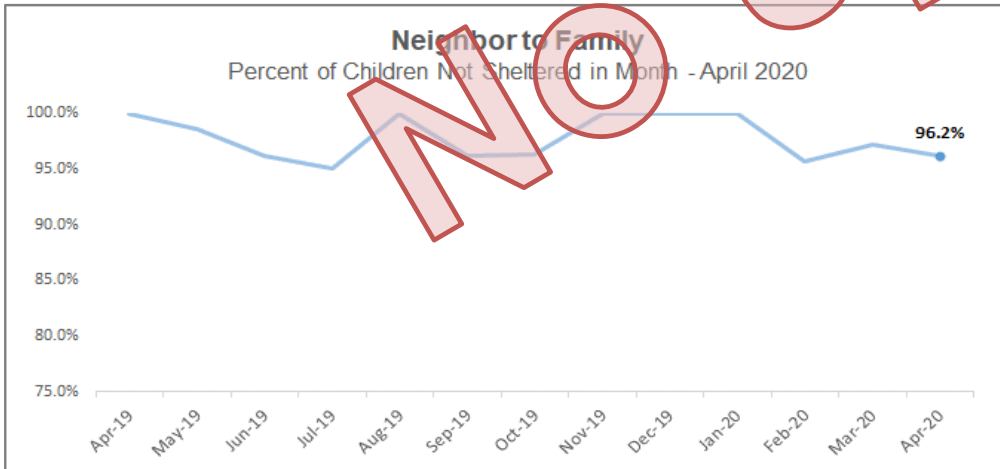 Neighbor to Family
Percent of Children Not Sheltered in Month - April 2020
100.0%
96.2%
95.0%
90.0%
85.0%
80.0%
75.0%
Apr-19
May-19
Jun-19
Jul-19
Aug-19
Sep-19
Oct-19
Nov-19
Dec-19
Jan-20
Feb-20
Mar-20
Apr-20
No